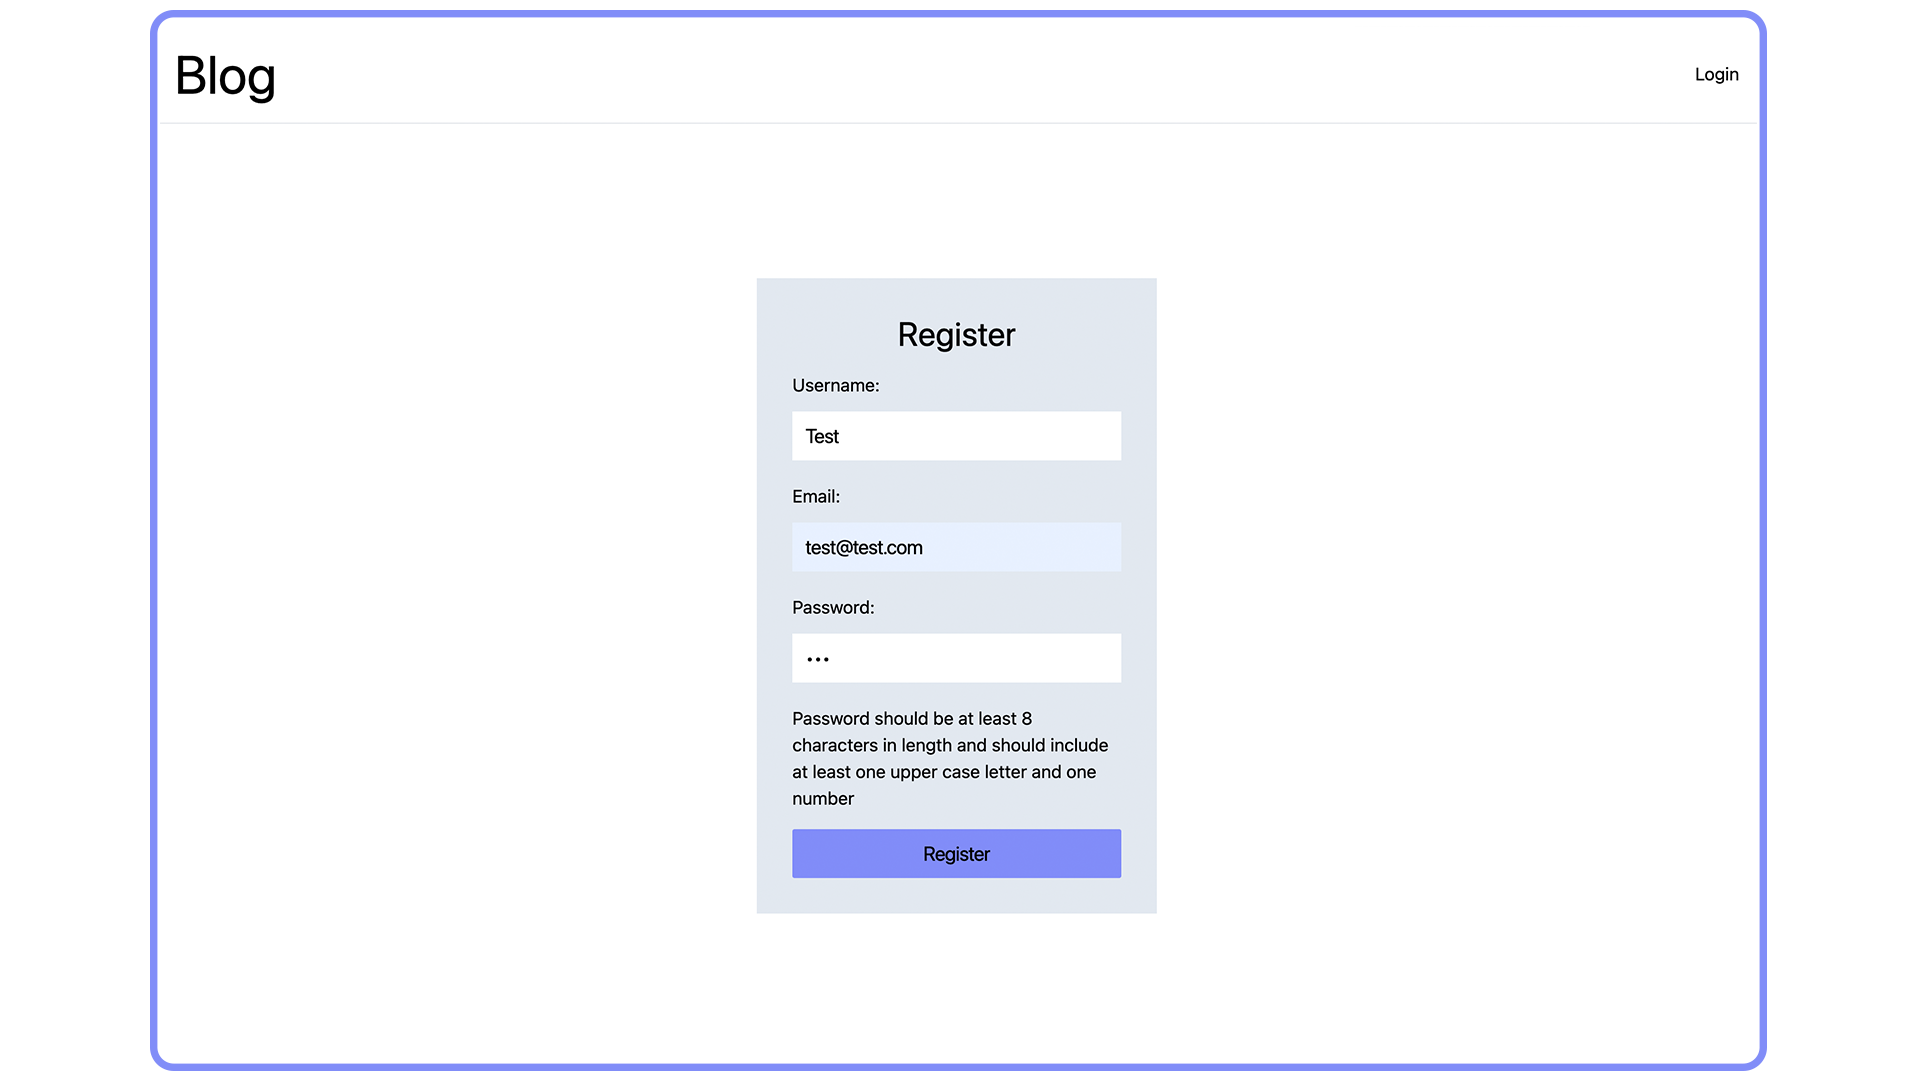 Blog
Login
Register
Username:
Test
Email:
test@test.com
Password:
•••
Password should be at least 8
characters in length and should include
at least one upper case letter and one
number
Register